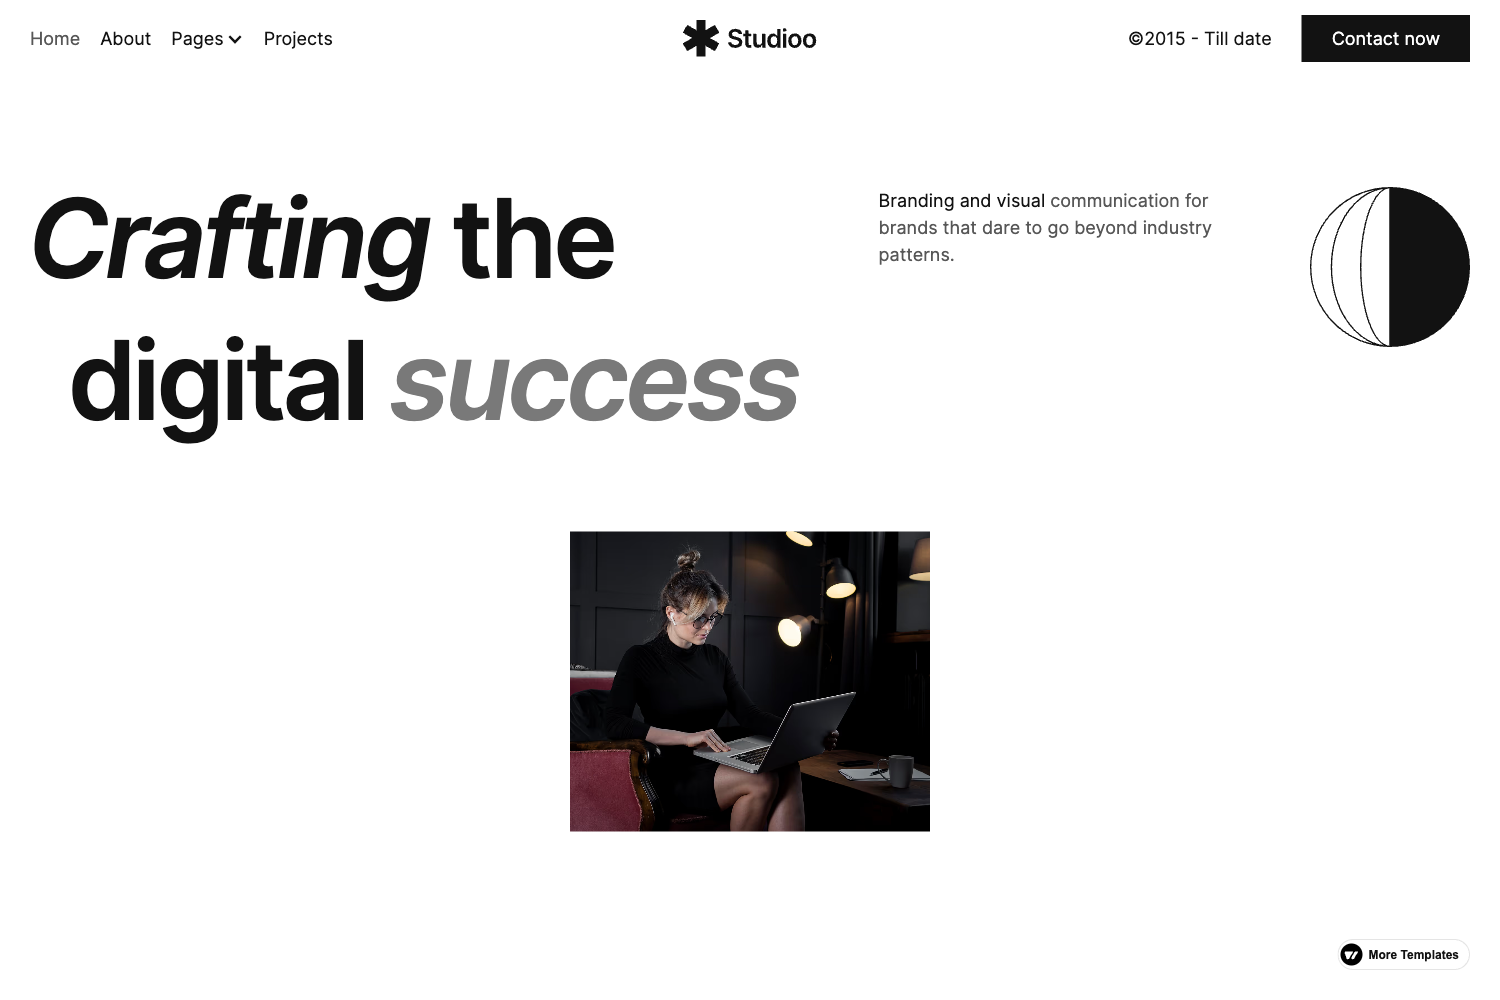 Home About Pages Projects
Studioo
©2015 - Till date
Contact now
Crafting the
digital success
Branding and visual communication for
brands that dare to go beyond industry
patterns.
More Templates